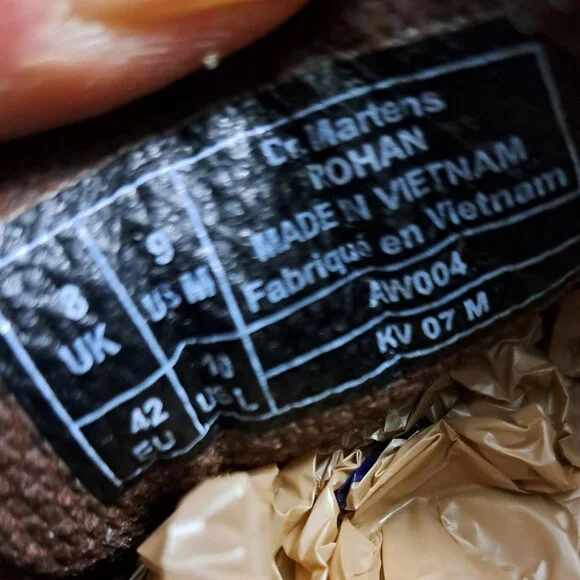 8
UK
9
US M
42
EU
10
US L
Dr. Martens
ROHAN
MADE IN VIETNAM
Fabriqué en Vietnam
AW004
KV 07 M